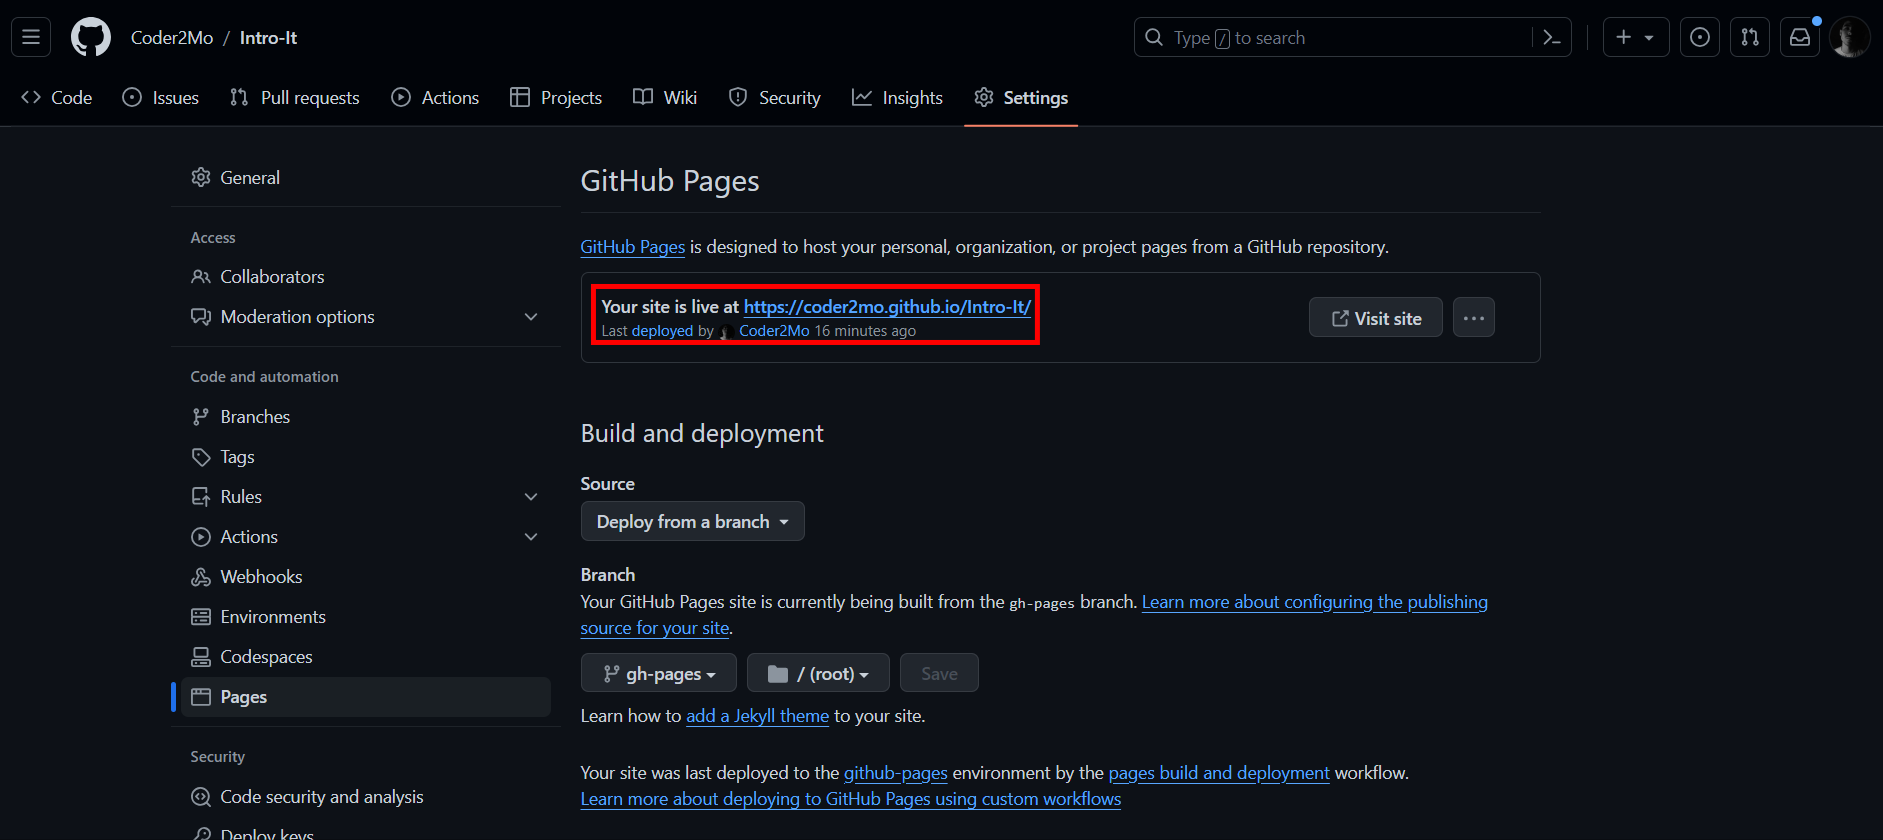 Coder2Mo / Intro-It
Type / to search
Code
Issues
Pull requests
Actions
Projects
Wiki
Security
Insights
Settings
General
Access
Collaborators
Moderation options
Code and automation
Branches
Tags
Rules
Actions
Webhooks
Environments
Codespaces
Pages
Security
Code security and analysis
Deploy keys
GitHub Pages
GitHub Pages is designed to host your personal, organization, or project pages from a GitHub repository.
Your site is live at https://coder2mo.github.io/Intro-It/
Last deployed by Coder2Mo 16 minutes ago
Visit site
Build and deployment
Source
Deploy from a branch
Branch
Your GitHub Pages site is currently being built from the gh-pages branch. Learn more about configuring the publishing
source for your site.
gh-pages
/ (root)
Save
Learn how to add a Jekyll theme to your site.
Your site was last deployed to the github-pages environment by the pages build and deployment workflow.
Learn more about deploying to GitHub Pages using custom workflows